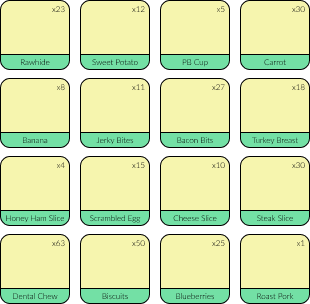 x23 x12 x5 x30
Rawhide Sweet Potato PB Cup Carrot
x8 x11 x27 x18
Banana Jerky Bites Bacon Bits Turkey Breast
x4 x15 x10 x30
Honey Ham Slice Scrambled Egg Cheese Slice Steak Slice
x63 x50 x25 x1
Dental Chew Biscuits Blueberries Roast Pork